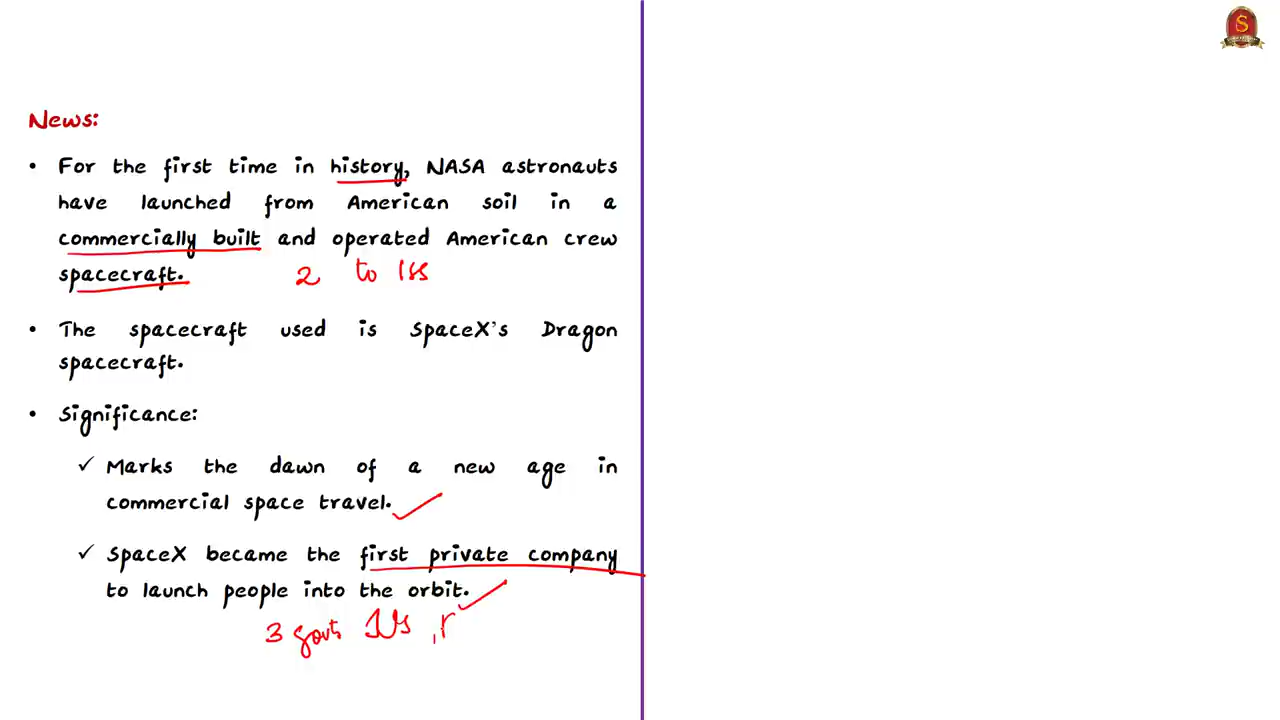 News:
• For the first time in history, NASA astronauts
have launched from American soil in a
commercially built and operated American crew
spacecraft. 2 to ISS
• The spacecraft used is SpaceX's Dragon
spacecraft.
• Significance:
✓ Marks the dawn of a new age in
commercial space travel.
✓ SpaceX became the first private company
to launch people into the orbit.
3 govts
S